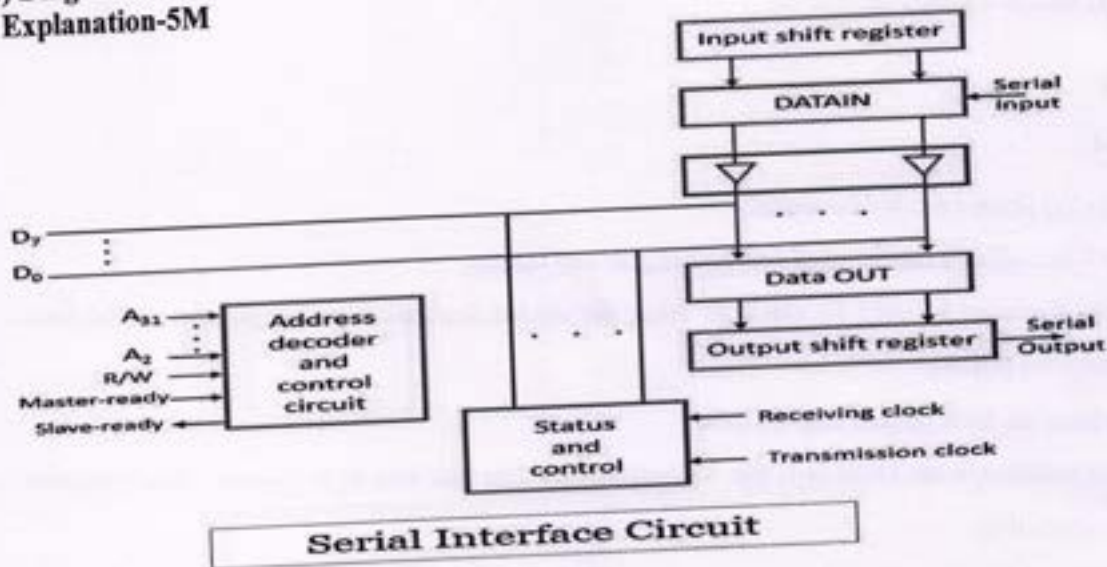 Explanation-5M
Input shift register
DATAIN
Serial
Input
D₇
D₀
Data OUT
Output shift register
Serial
Output
A₃₁
A₂
R/W
Master-ready
Slave-ready
Address
decoder
and
control
circuit
Status
and
control
Receiving clock
Transmission clock
Serial Interface Circuit